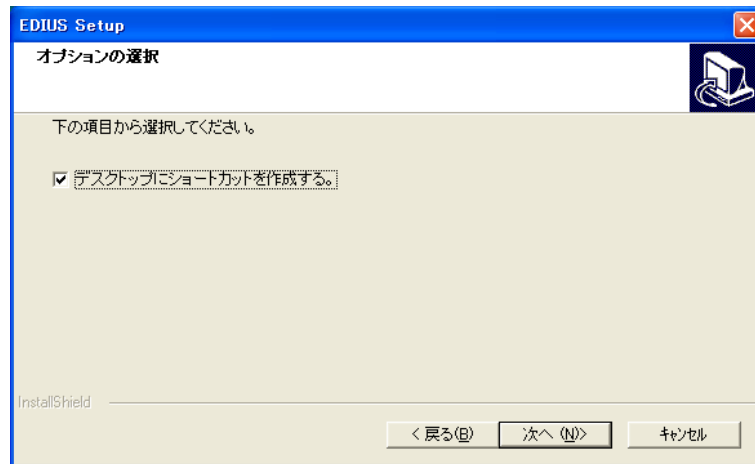 EDIUS Setup
オプションの選択
下の項目から選択してください。
デスクトップにショートカットを作成する。
InstallShield
< 戻る(B)
次へ (N)>
キャンセル